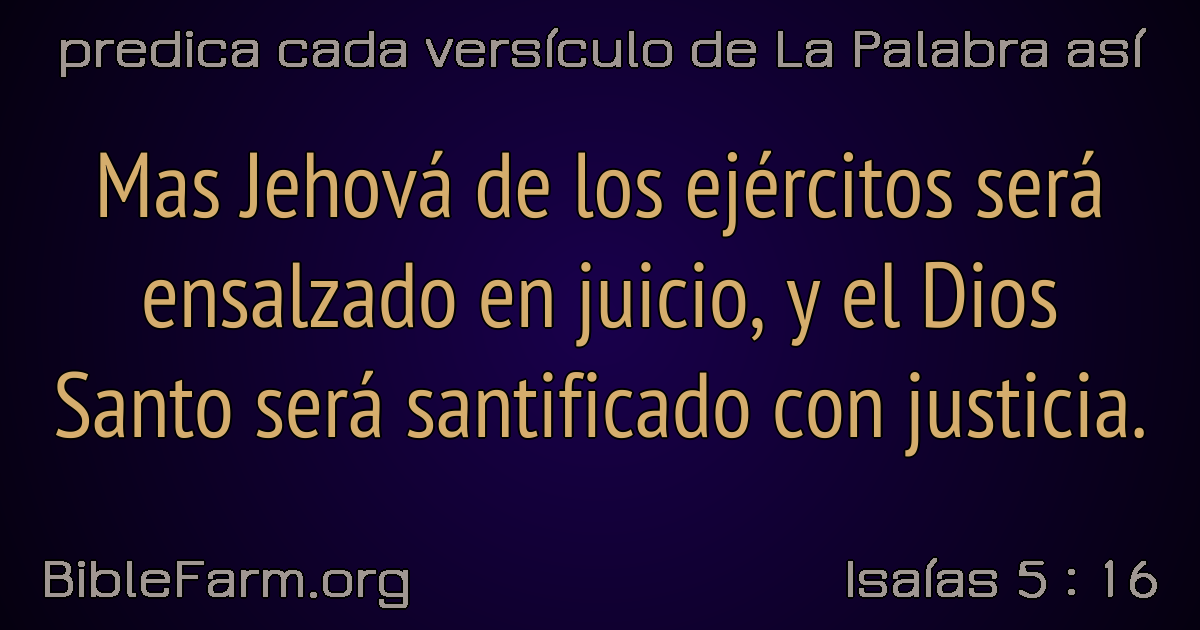 predica cada versículo de La Palabra así
Mas Jehová de los ejércitos será
ensalzado en juicio, y el Dios
Santo será santificado con justicia.
BibleFarm.org
Isaías 5 : 16